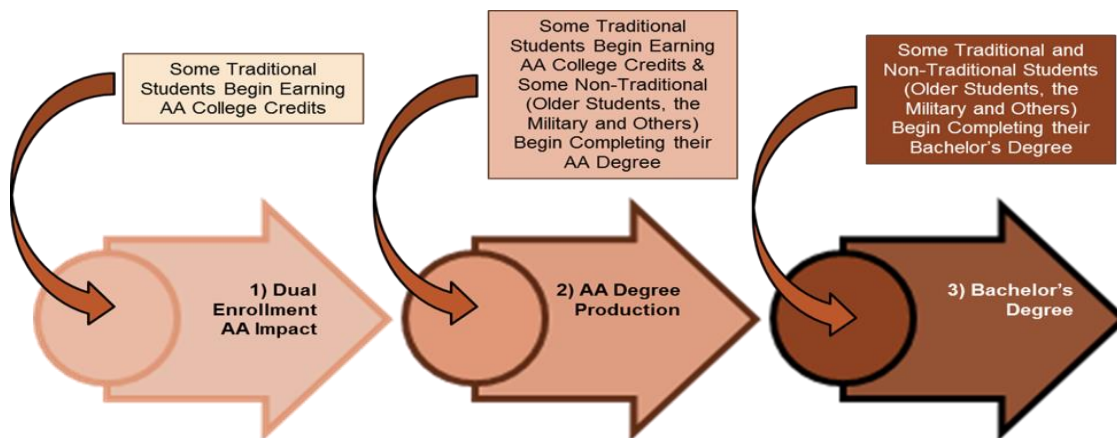 Some Traditional
Students Begin Earning
AA College Credits
Some Traditional
Students Begin Earning
AA College Credits &
Some Non-Traditional
(Older Students, the
Military and Others)
Begin Completing their
AA Degree
Some Traditional and
Non-Traditional Students
(Older Students, the
Military and Others)
Begin Completing their
Bachelor’s Degree
1) Dual
Enrollment
AA Impact
2) AA Degree
Production
3) Bachelor’s
Degree